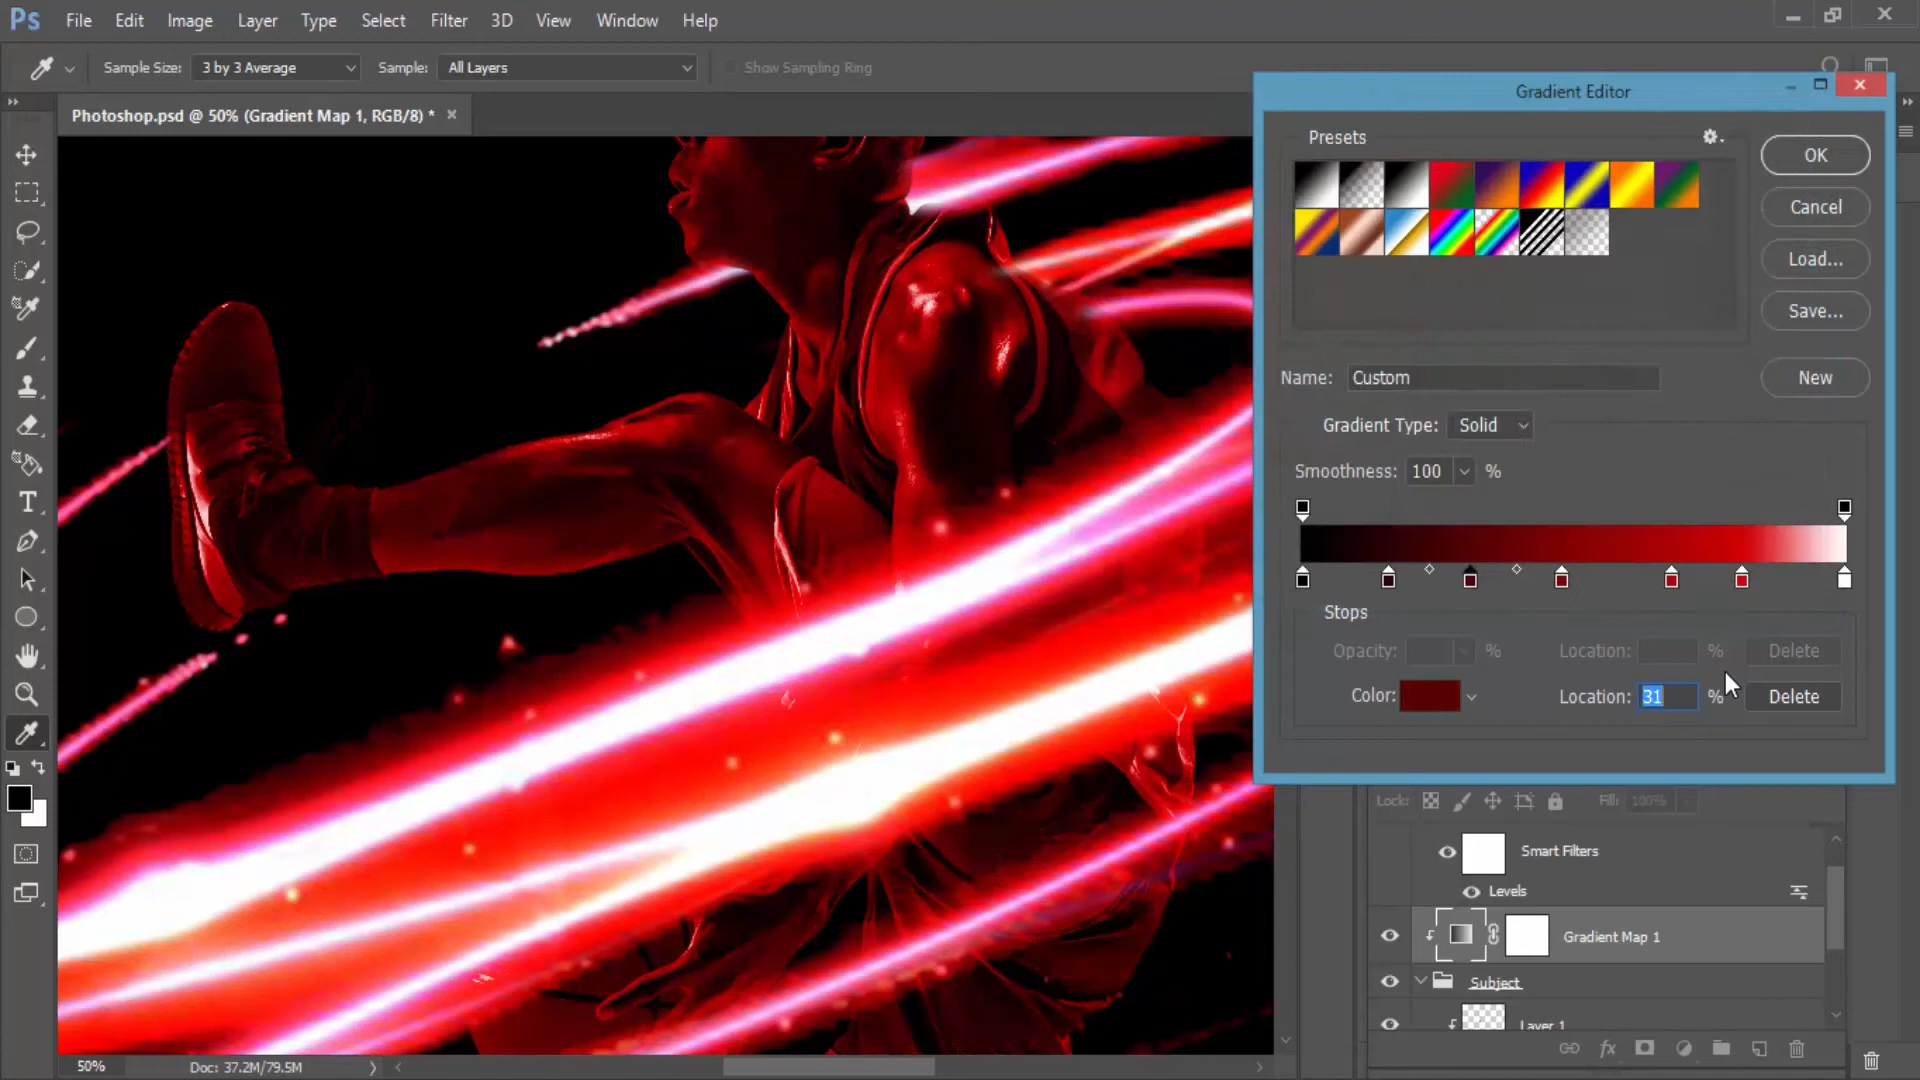 Ps File Edit Image Layer Type Select Filter 3D View Window Help
Sample Size: 3 by 3 Average Sample: All Layers Show Sampling Ring
Photoshop.psd @ 50% (Gradient Map 1, RGB/8) *
Gradient Editor
Presets
OK
Cancel
Load...
Save...
Name: Custom
New
Gradient Type: Solid
Smoothness: 100 %
Stops
Opacity: % Location: % Delete
Color: Location: 31 % Delete
Lock: Fill: 100%
Smart Filters
Levels
Gradient Map 1
Subject
Layer 1
50% Doc: 37.2M/79.5M